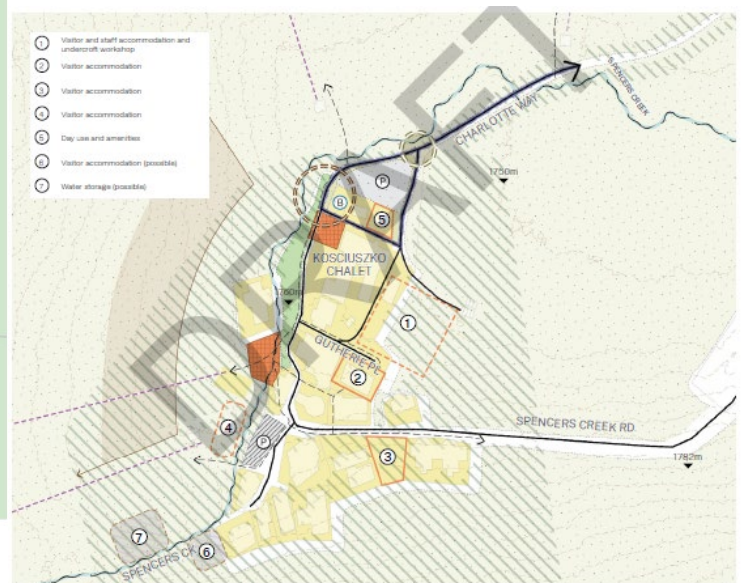 1 Visitor and staff accommodation and
undercroft workshop
2 Visitor accommodation
3 Visitor accommodation
4 Visitor accommodation
5 Day use and amenities
6 Visitor accommodation (possible)
7 Water storage (possible)
DRAFT
SPENCERS CREEK
CHARLOTTE WAY
1750m
P
B
5
KOSCIUSZKO
CHALET
1760m
1
GUTHERIE PL
2
4
P
SPENCERS CREEK RD
3
1782m
7
6
SPENCERS CK